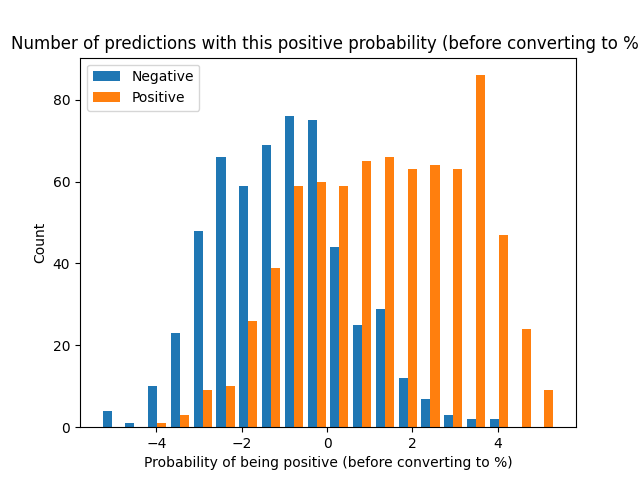 Number of predictions with this positive probability (before converting to %
Negative
Positive
80
60
40
20
0
Count
−4
−2
0
2
4
Probability of being positive (before converting to %)